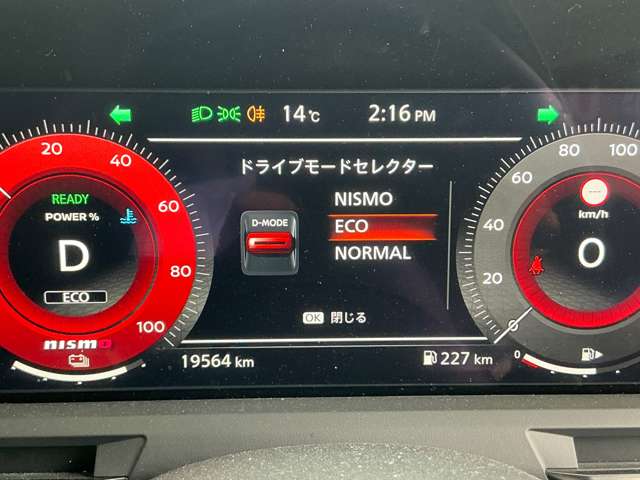 14℃ 2:16 PM
20 40 60 80 100
READY
POWER %
D
ECO
nismo
ドライブモードセレクター
D-MODE
NISMO
ECO
NORMAL
OK 閉じる
0 20 40 60 80 100 120
---
km/h
0
19564 km
227 km
0